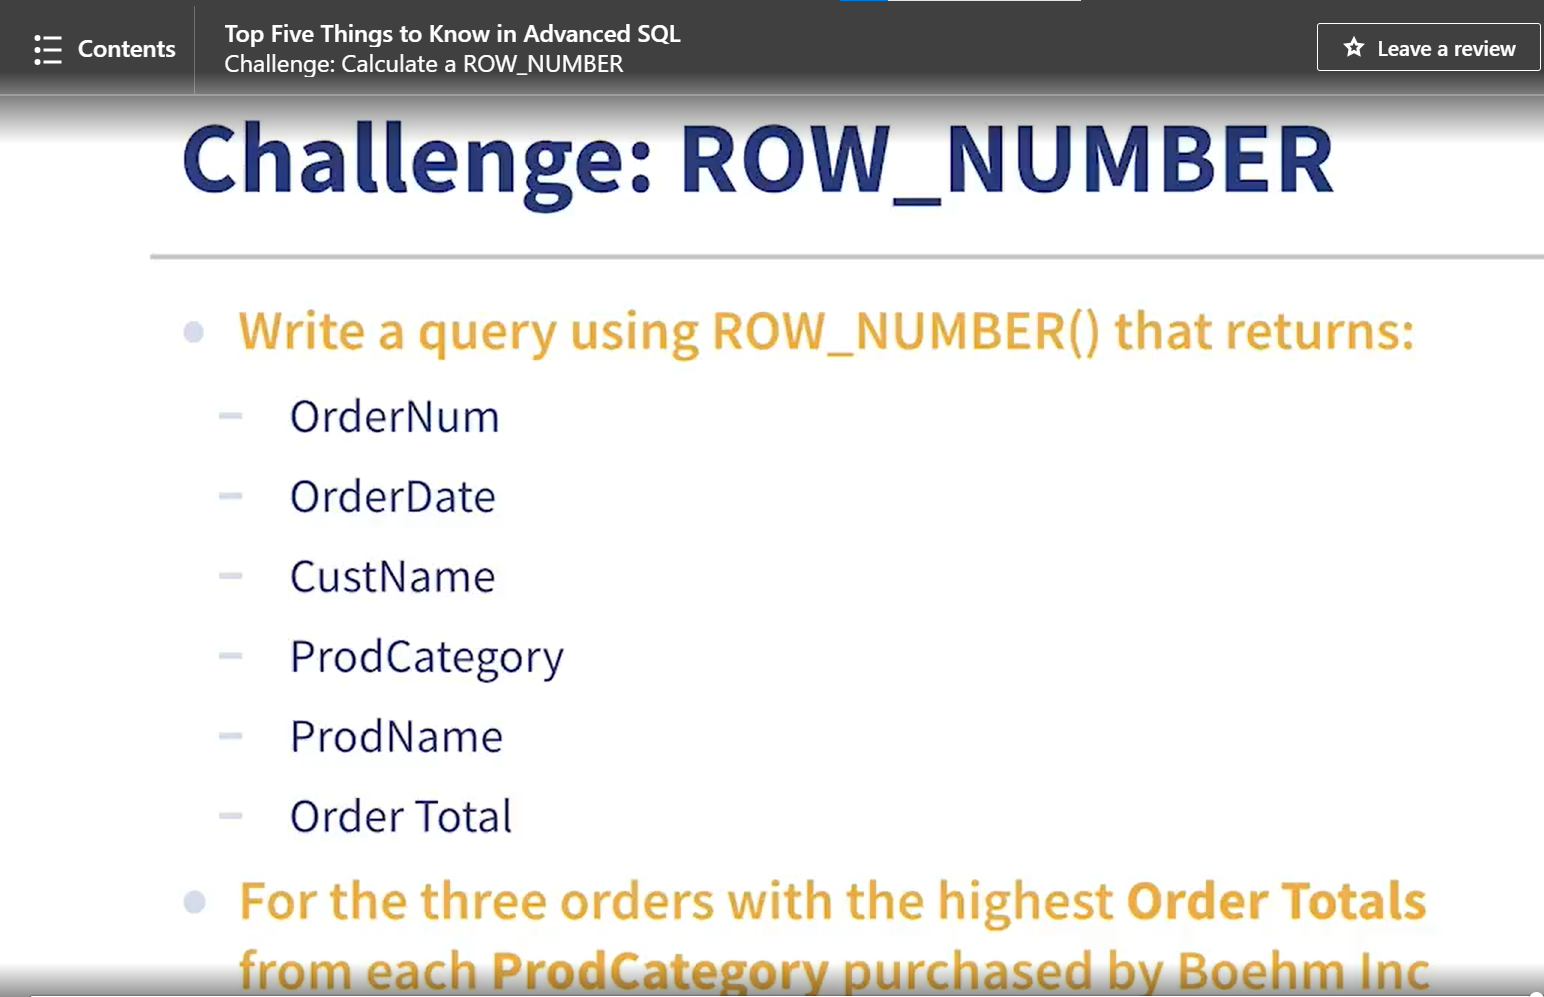 Contents
Top Five Things to Know in Advanced SQL
Challenge: Calculate a ROW_NUMBER
Leave a review
Challenge: ROW_NUMBER
Write a query using ROW_NUMBER() that returns:
OrderNum
OrderDate
CustName
ProdCategory
ProdName
Order Total
For the three orders with the highest Order Totals
from each ProdCategory purchased by Boehm Inc